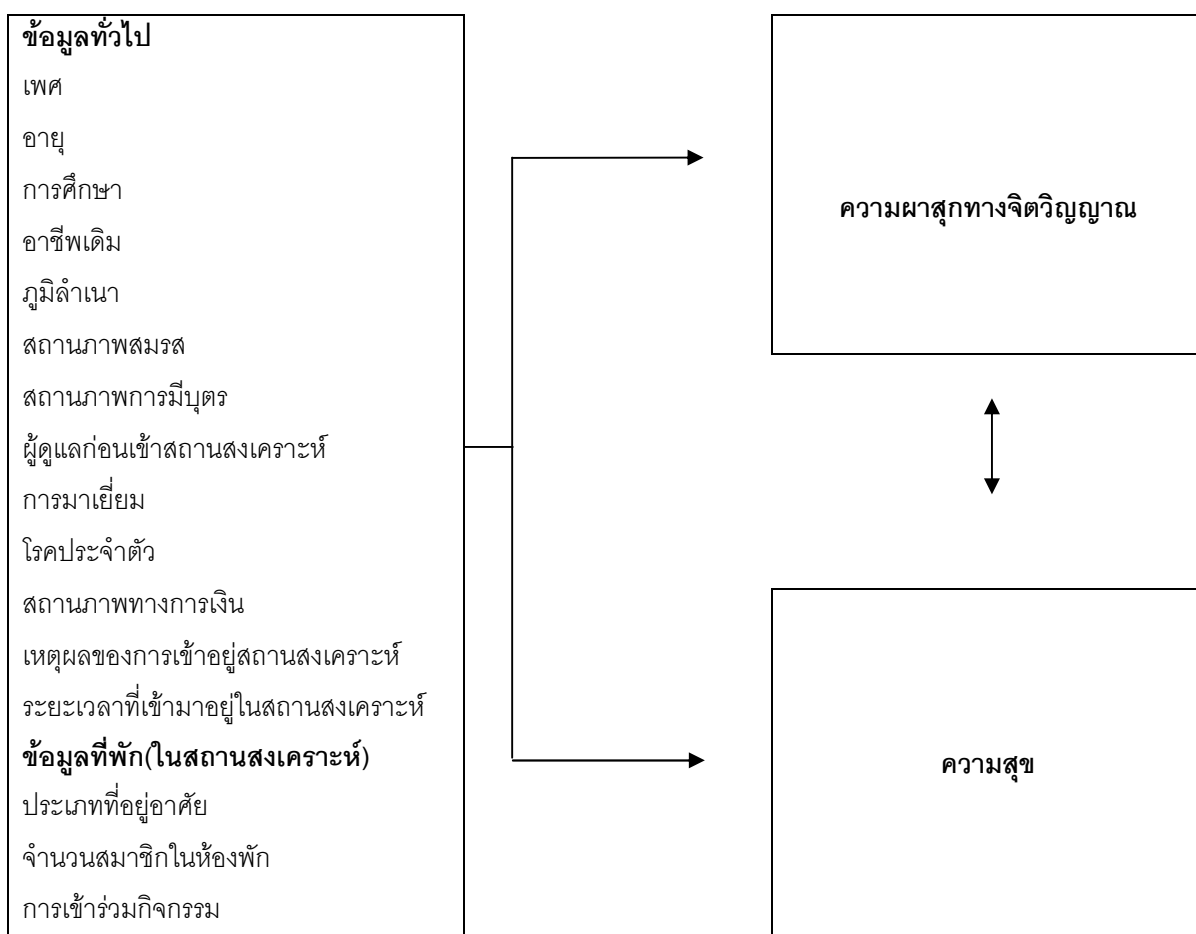 ข้อมูลทั่วไป
เพศ
อายุ
การศึกษา
อาชีพเดิม
ภูมิลำเนา
สถานภาพสมรส
สถานภาพการมีบุตร
ผู้ดูแลก่อนเข้าสถานสงเคราะห์
การมาเยี่ยม
โรคประจำตัว
สถานภาพทางการเงิน
เหตุผลของการเข้าอยู่สถานสงเคราะห์
ระยะเวลาที่เข้ามาอยู่ในสถานสงเคราะห์
ข้อมูลที่พัก(ในสถานสงเคราะห์)
ประเภทที่อยู่อาศัย
จำนวนสมาชิกในห้องพัก
การเข้าร่วมกิจกรรม
ความผาสุกทางจิตวิญญาณ
ความสุข